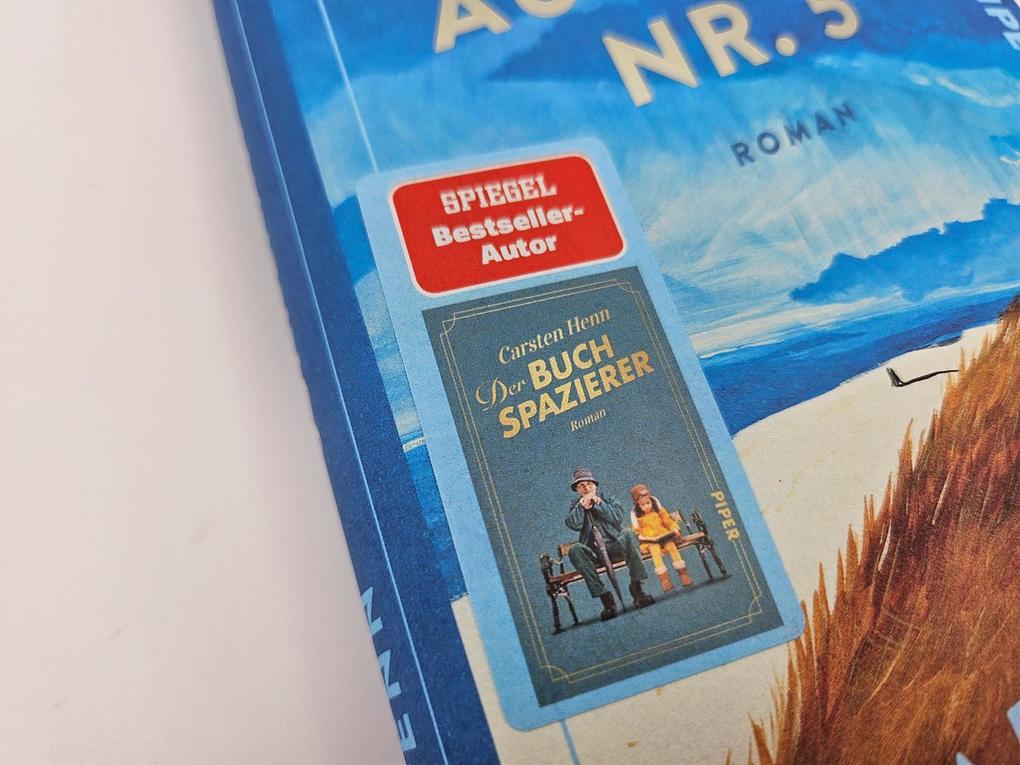 NR. 5
ROMAN
SPIEGEL
Bestseller-
Autor
Carsten Henn
Der BUCH
SPAZIERER
Roman
PIPER